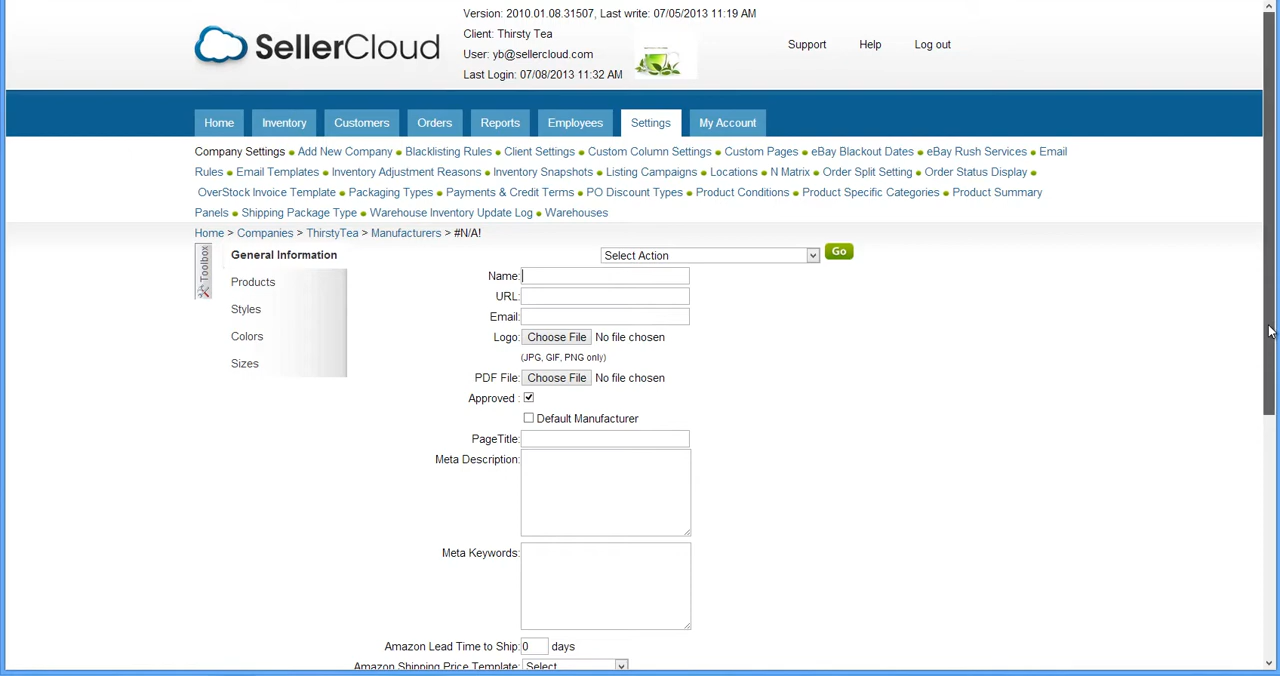 Version: 2010.01.08.31507, Last write: 07/05/2013 11:19 AM
SellerCloud
Client: Thirsty Tea
User: yb@sellercloud.com
Last Login: 07/08/2013 11:32 AM
Support Help Log out
Home Inventory Customers Orders Reports Employees Settings My Account
Company Settings Add New Company Blacklisting Rules Client Settings Custom Column Settings Custom Pages eBay Blackout Dates eBay Rush Services Email
Rules Email Templates Inventory Adjustment Reasons Inventory Snapshots Listing Campaigns Locations N Matrix Order Split Setting Order Status Display
OverStock Invoice Template Packaging Types Payments & Credit Terms PO Discount Types Product Conditions Product Specific Categories Product Summary
Panels Shipping Package Type Warehouse Inventory Update Log Warehouses
Home > Companies > ThirstyTea > Manufacturers > #N/A!
Toolbox
General Information
Products
Styles
Colors
Sizes
Select Action Go
Name:
URL:
Email:
Logo: Choose File No file chosen
(JPG, GIF, PNG only)
PDF File: Choose File No file chosen
Approved :
Default Manufacturer
PageTitle:
Meta Description:
Meta Keywords:
Amazon Lead Time to Ship: 0 days
Amazon Shipping Price Template: Select